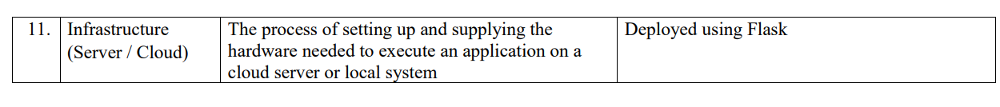 11. Infrastructure The process of setting up and supplying the Deployed using Flask
(Server / Cloud) hardware needed to execute an application on a
cloud server or local system